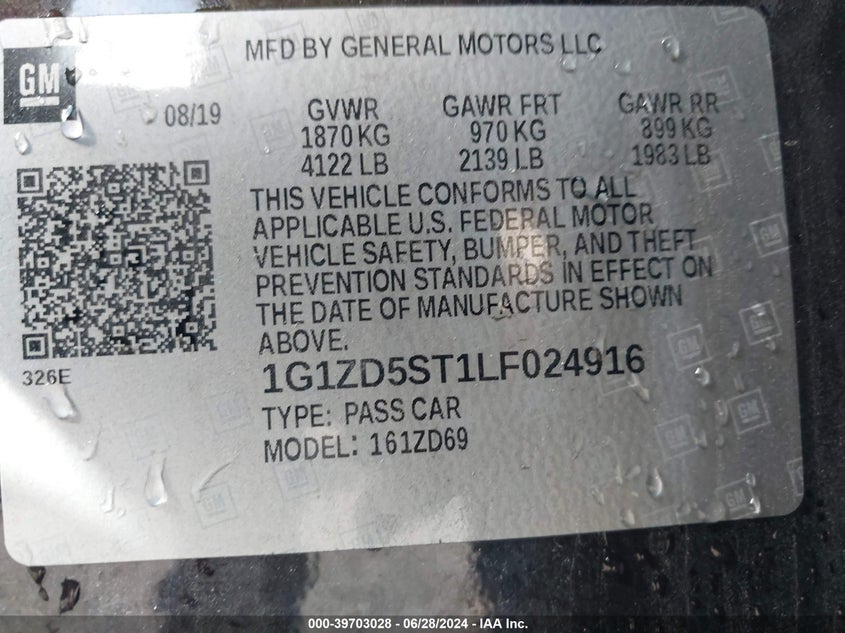 GM
MFD BY GENERAL MOTORS LLC
08/19
GVWR GAWR FRT GAWR RR
1870 KG 970 KG 899 KG
4122 LB 2139 LB 1983 LB
THIS VEHICLE CONFORMS TO ALL
APPLICABLE U.S. FEDERAL MOTOR
VEHICLE SAFETY, BUMPER, AND THEFT
PREVENTION STANDARDS IN EFFECT ON
THE DATE OF MANUFACTURE SHOWN
ABOVE.
326E
1G1ZD5ST1LF024916
TYPE: PASS CAR
MODEL: 161ZD69
000-39703028 - 06/28/2024 - IAA Inc.